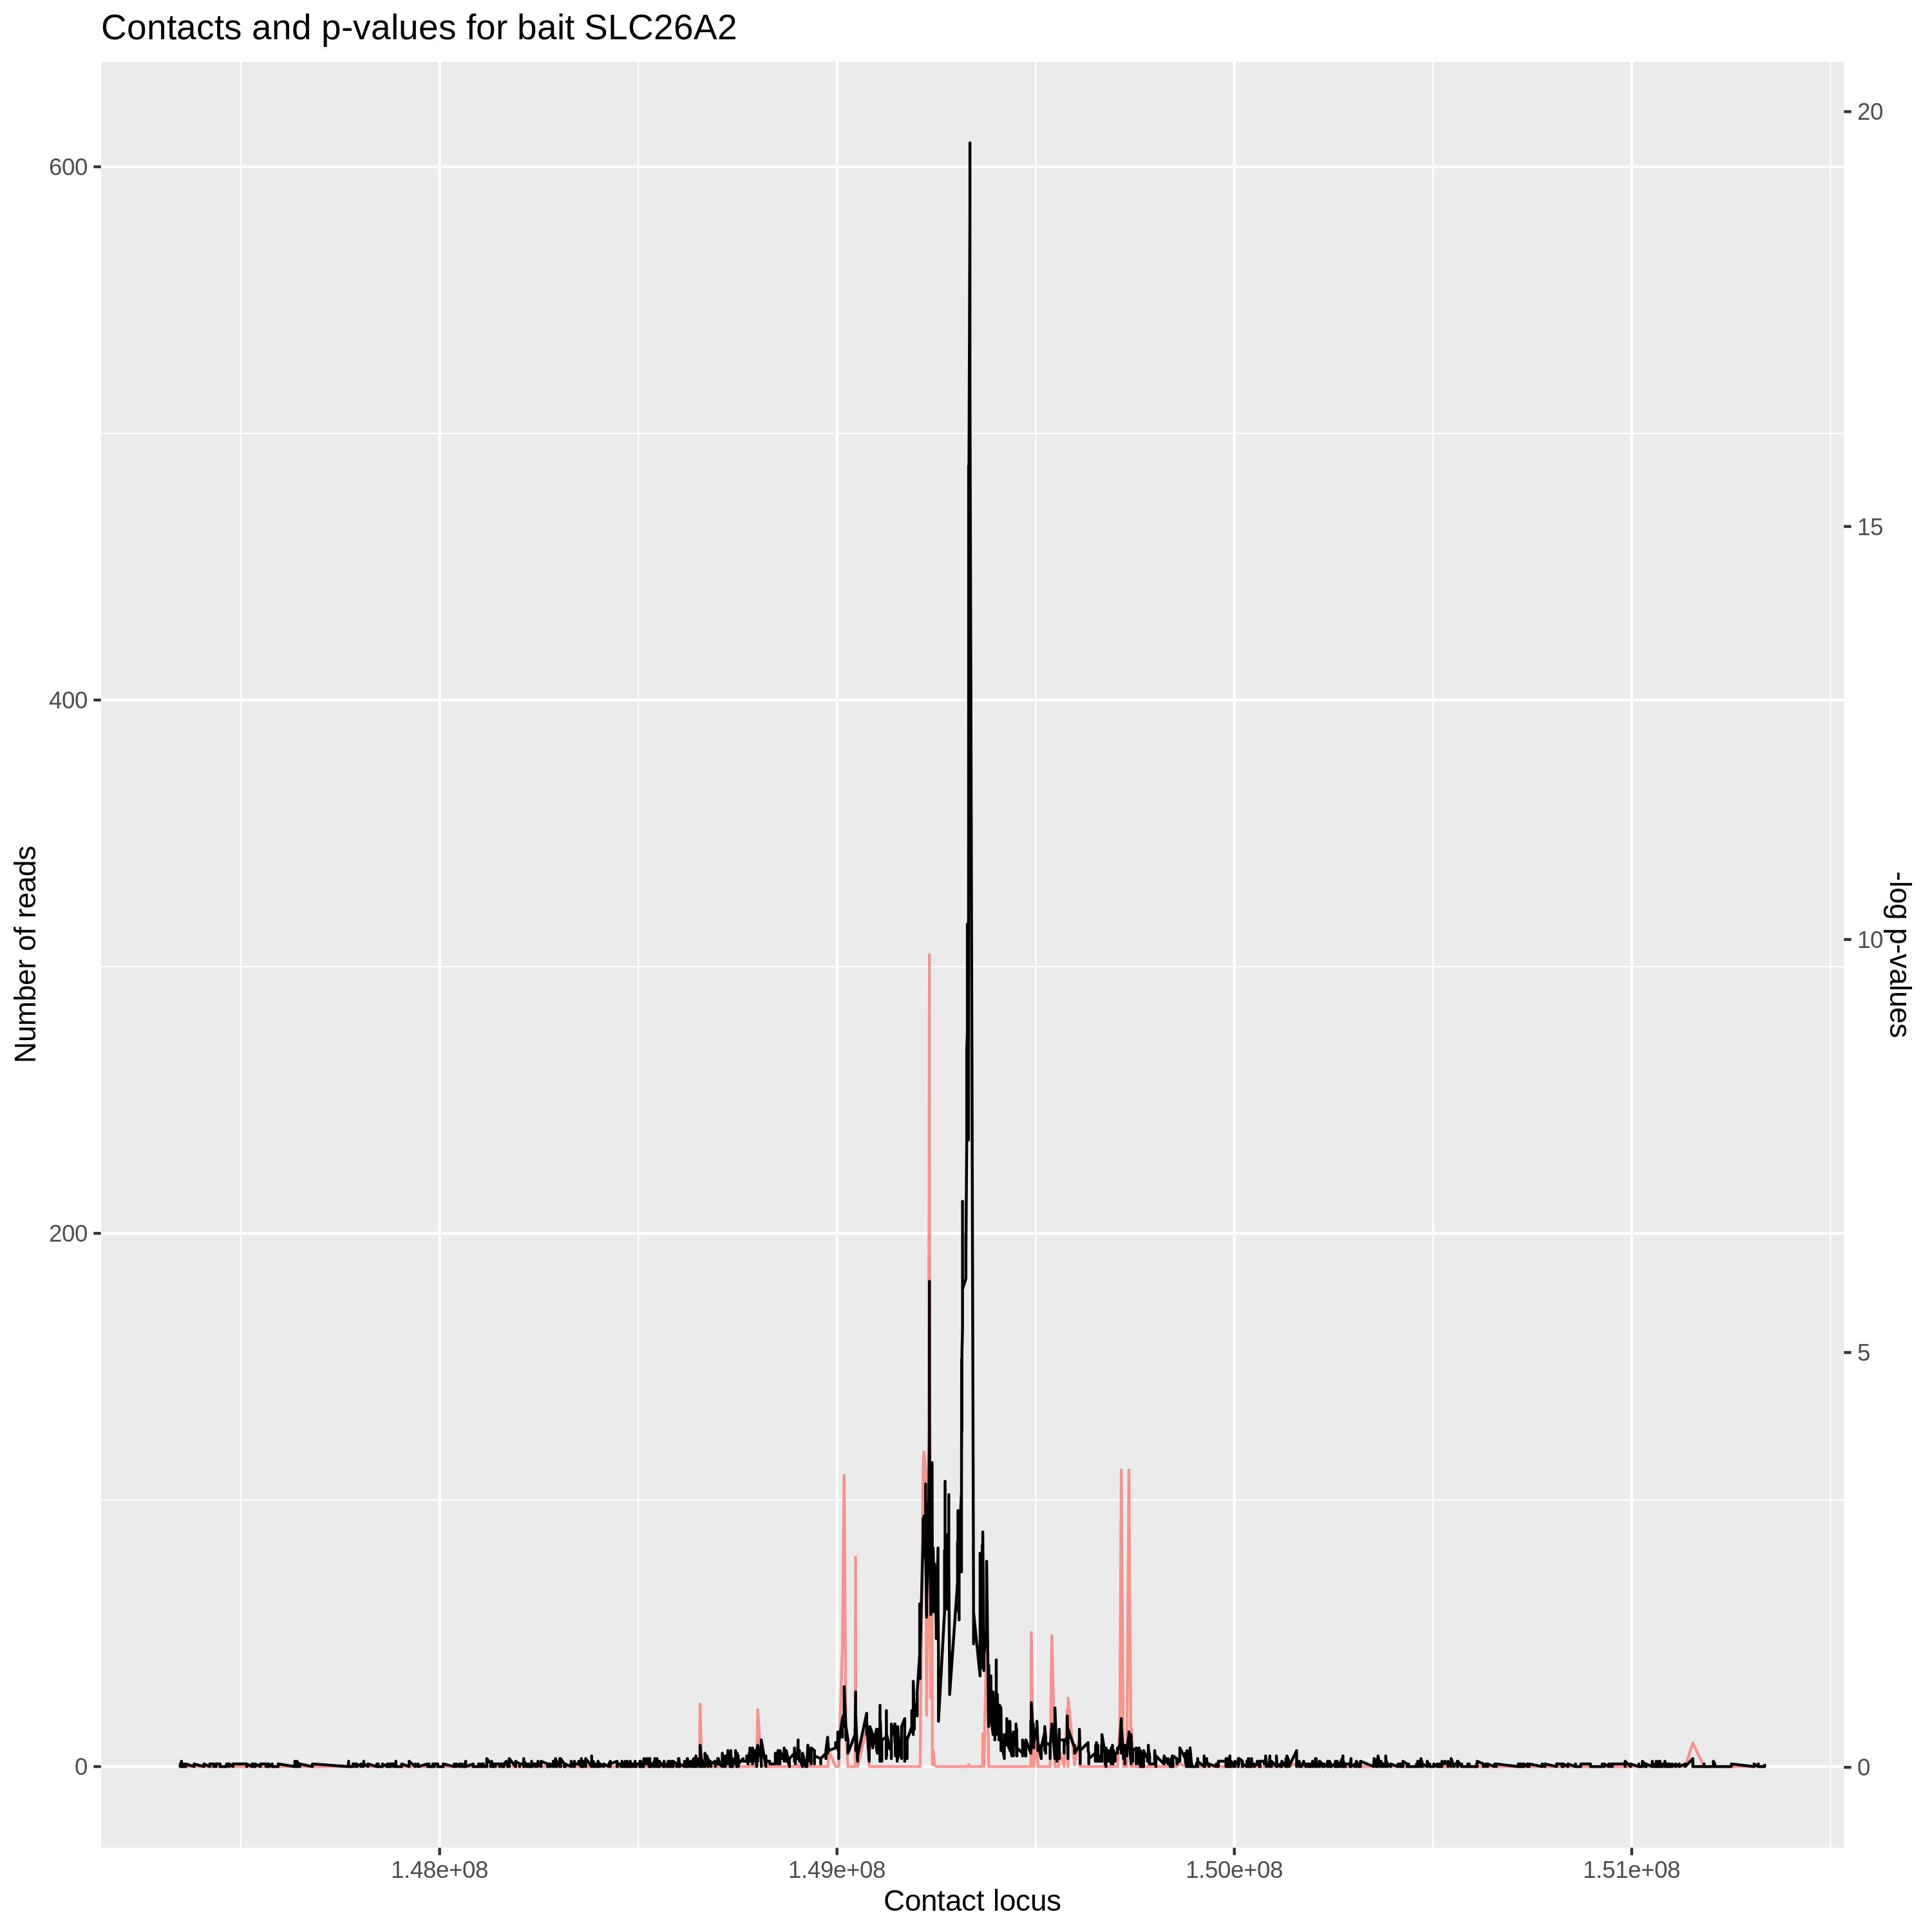 Contacts and p-values for bait SLC26A2
Number of reads
600
400
200
0
20
15
10
5
0
-log p-values
1.48e+08
1.49e+08
1.50e+08
1.51e+08
Contact locus